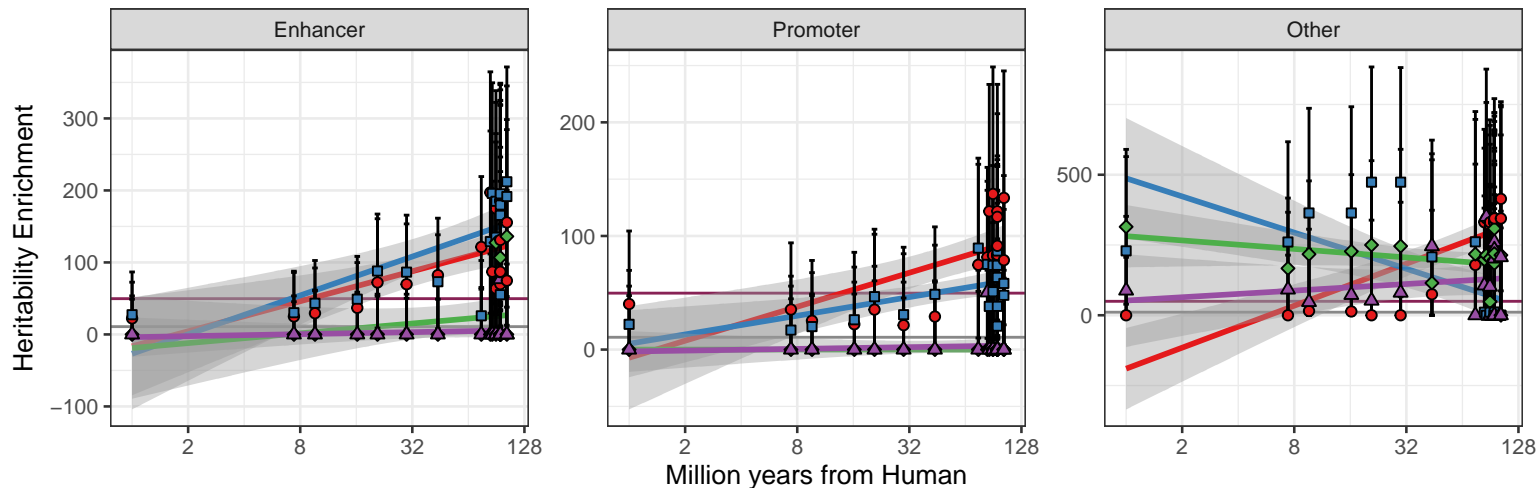 Enhancer Promoter Other
Heritability Enrichment
300
200
100
0
−100
2 8 32 128
200
100
0
2 8 32 128
500
0
2 8 32 128
Million years from Human